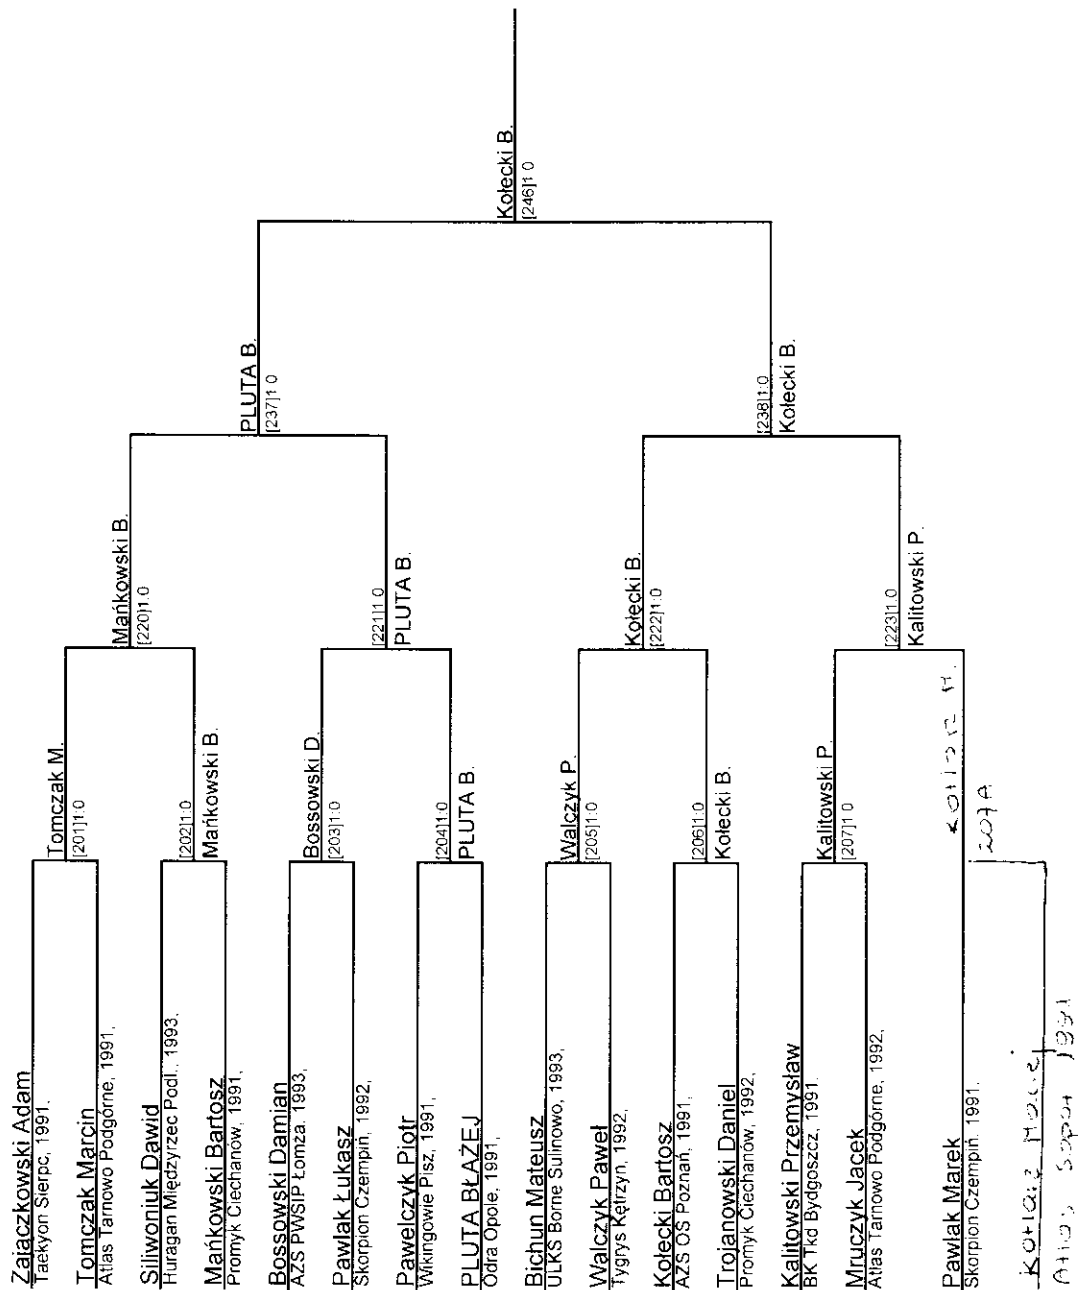 Zajączkowski Adam
Taekyon Sierpc, 1991,
Tomczak Marcin
Atlas Tarnowo Podgórne, 1991,
Siliwoniuk Dawid
Huragan Międzyrzec Podl., 1993,
Mańkowski Bartosz
Promyk Ciechanów, 1991,
Bossowski Damian
AZS PWSIP Łomża, 1993,
Pawlak Łukasz
Skorpion Czempiń, 1992,
Pawelczyk Piotr
Wikingowie Pisz, 1991,
PLUTA BŁAŻEJ
Odra Opole, 1991,
Bichun Mateusz
ULKS Borne Sulinowo, 1993,
Walczyk Paweł
Tygrys Kętrzyn, 1992,
Kołecki Bartosz
AZS OŚ Poznań, 1991,
Trojanowski Daniel
Promyk Ciechanów, 1992,
Kalitowski Przemysław
BK Tkd Bydgoszcz, 1991,
Mruczyk Jacek
Atlas Tarnowo Podgórne, 1992,
Pawlak Marek
Skorpion Czempiń, 1991,
Maciej
Sopot 1991
Tomczak M.
[201]1:0
[202]1:0
Mańkowski B.
Bossowski D.
[203]1:0
[204]1:0
PLUTA B.
Walczyk P.
[205]1:0
[206]1:0
Kołecki B.
Kalitowski P.
[207]1:0
207A
Mańkowski B.
[220]1:0
[221]1:0
PLUTA B.
Kołecki B.
[222]1:0
[223]1:0
Kalitowski P.
PLUTA B.
[237]1:0
[238]1:0
Kołecki B.
Kołecki B.
[246]1:0